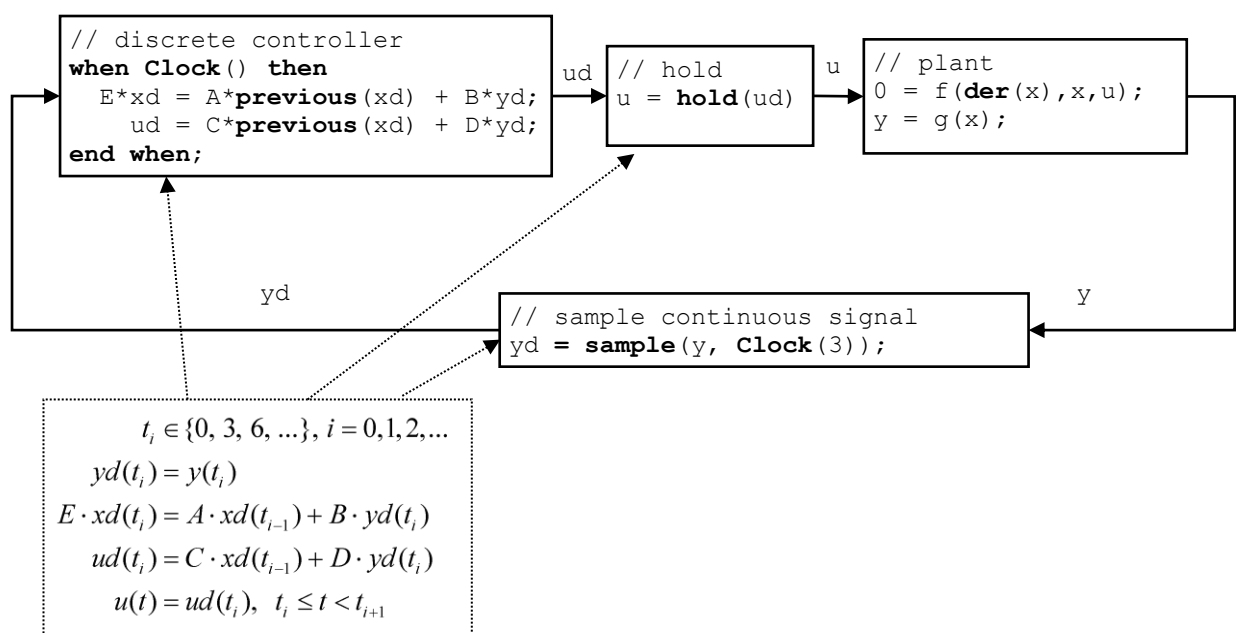 // discrete controller
when Clock() then
E*xd = A*previous(xd) + B*yd;
ud = C*previous(xd) + D*yd;
end when;
ud
// hold
u = hold(ud)
u
// plant
0 = f(der(x),x,u);
y = g(x);
yd
// sample continuous signal
yd = sample(y, Clock(3));
y
t_i ∈ {0, 3, 6, ...}, i = 0,1,2,...
yd(t_i) = y(t_i)
E · xd(t_i) = A · xd(t_{i-1}) + B · yd(t_i)
ud(t_i) = C · xd(t_{i-1}) + D · yd(t_i)
u(t) = ud(t_i), t_i ≤ t < t_{i+1}